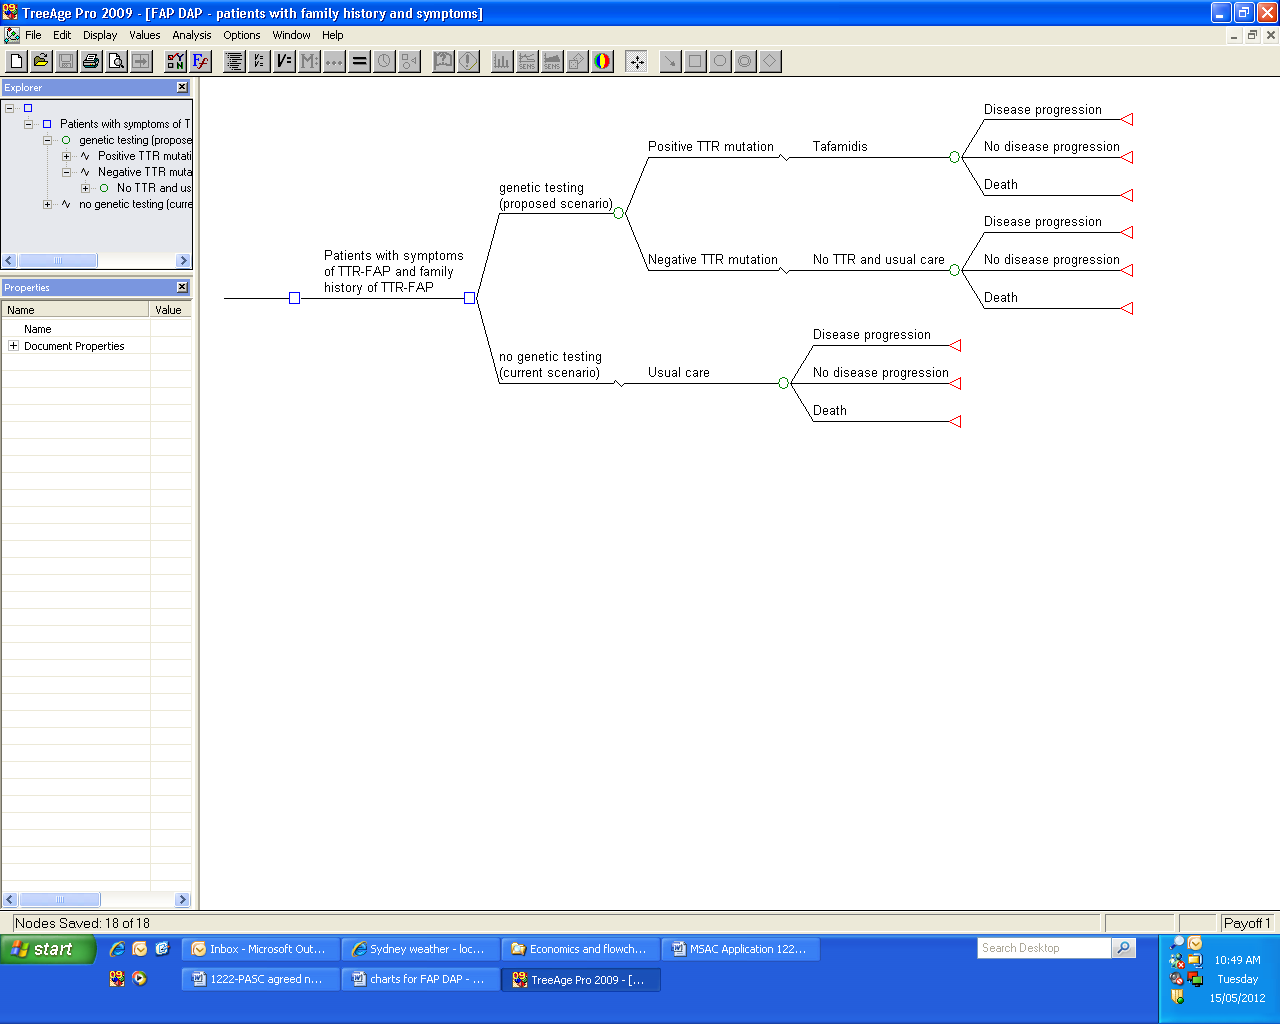 TreeAge Pro 2009 - [FAP DAP - patients with family history and symptoms]
File Edit Display Values Analysis Options Window Help
Explorer
Patients with symptoms of T
genetic testing (propose
Positive TTR mutati
Negative TTR muta
No TTR and us
no genetic testing (curre
Properties
Name Value
Name
Document Properties
Patients with symptoms
of TTR-FAP and family
history of TTR-FAP
genetic testing
(proposed scenario)
Positive TTR mutation
Tafamidis
Disease progression
No disease progression
Death
Negative TTR mutation
No TTR and usual care
Disease progression
No disease progression
Death
no genetic testing
(current scenario)
Usual care
Disease progression
No disease progression
Death
Nodes Saved: 18 of 18
Payoff 1
start
Inbox - Microsoft Out...
Sydney weather - loc...
Economics and flowch...
MSAC Application 122...
Search Desktop
1222-PASC agreed n...
charts for FAP DAP - ...
TreeAge Pro 2009 - [...
10:49 AM
Tuesday
15/05/2012